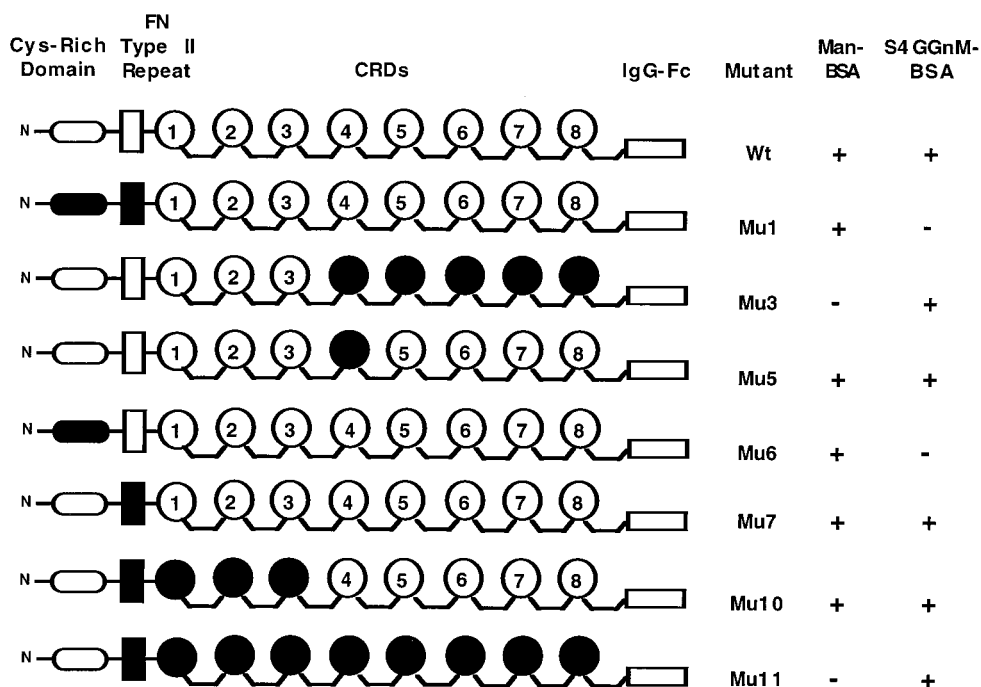 FN
Cys-Rich Type II Man- S4GGnM-
Domain Repeat CRDs IgG-Fc Mutant BSA BSA
N 1 2 3 4 5 6 7 8
Wt + +
N 1 2 3 4 5 6 7 8
Mu1 + -
N 1 2 3
Mu3 - +
N 1 2 3 5 6 7 8
Mu5 + +
N 1 2 3 4 5 6 7 8
Mu6 + -
N 1 2 3 4 5 6 7 8
Mu7 + +
N 4 5 6 7 8
Mu10 + +
N
Mu11 - +